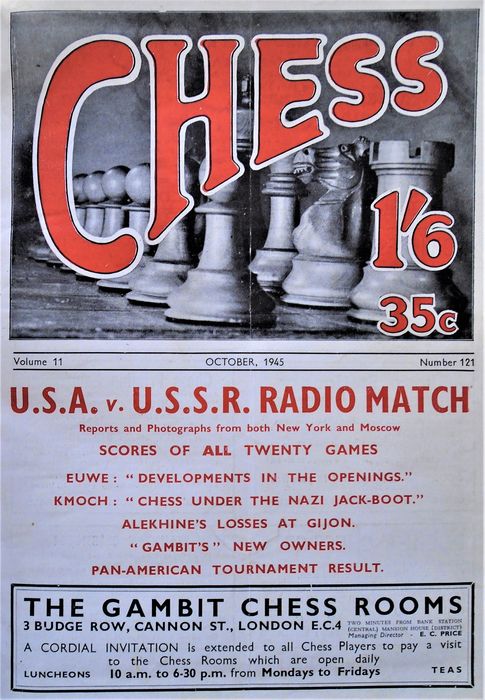 CHESS
1'6
35c
Volume 11 OCTOBER, 1945 Number 121
U.S.A. v. U.S.S.R. RADIO MATCH
Reports and Photographs from both New York and Moscow
SCORES OF ALL TWENTY GAMES
EUWE : " DEVELOPMENTS IN THE OPENINGS."
KMOCH : " CHESS UNDER THE NAZI JACK-BOOT."
ALEKHINE'S LOSSES AT GIJON.
" GAMBIT'S " NEW OWNERS.
PAN-AMERICAN TOURNAMENT RESULT.
THE GAMBIT CHESS ROOMS
3 BUDGE ROW, CANNON ST., LONDON E.C.4
TWO MINUTES FROM BANK STATION
(CENTRAL) MANSION HOUSE (DISTRICT)
Managing Director - E. C. PRICE
A CORDIAL INVITATION is extended to all Chess Players to pay a visit
to the Chess Rooms which are open daily
LUNCHEONS 10 a.m. to 6-30 p.m. from Mondays to Fridays TEAS